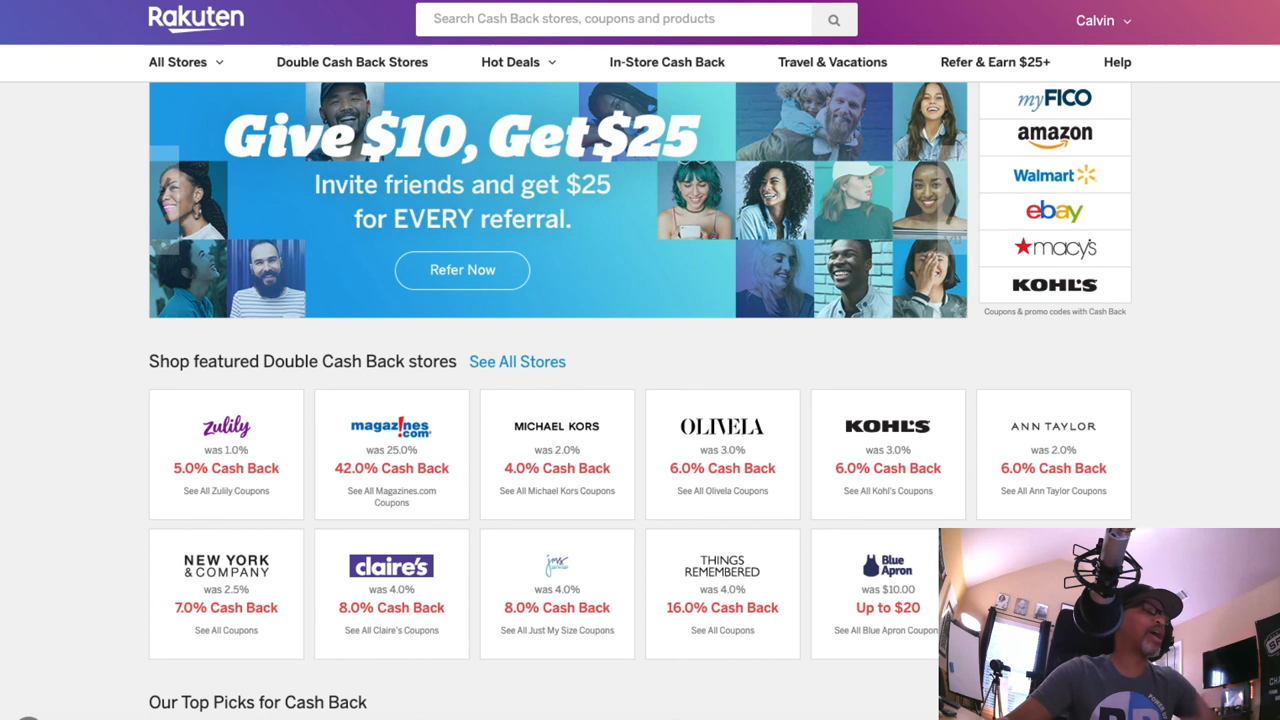 Rakuten
Search Cash Back stores, coupons and products
Calvin
All Stores
Double Cash Back Stores
Hot Deals
In-Store Cash Back
Travel & Vacations
Refer & Earn $25+
Help
Give $10, Get $25
Invite friends and get $25
for EVERY referral.
Refer Now
myFICO
amazon
Walmart
ebay
macy's
KOHL'S
Coupons & promo codes with Cash Back
Shop featured Double Cash Back stores See All Stores
zulily
was 1.0%
5.0% Cash Back
See All Zulily Coupons
magazines.com
was 25.0%
42.0% Cash Back
See All Magazines.com
Coupons
MICHAEL KORS
was 2.0%
4.0% Cash Back
See All Michael Kors Coupons
OLIVELA
was 3.0%
6.0% Cash Back
See All Olivela Coupons
KOHL'S
was 3.0%
6.0% Cash Back
See All Kohl's Coupons
ANN TAYLOR
was 2.0%
6.0% Cash Back
See All Ann Taylor Coupons
NEW YORK
& COMPANY
was 2.5%
7.0% Cash Back
See All Coupons
claire's
was 4.0%
8.0% Cash Back
See All Claire's Coupons
jms
was 4.0%
8.0% Cash Back
See All Just My Size Coupons
THINGS
REMEMBERED
was 4.0%
16.0% Cash Back
See All Coupons
Blue
Apron
was $10.00
Up to $20
See All Blue Apron Coupon
Our Top Picks for Cash Back